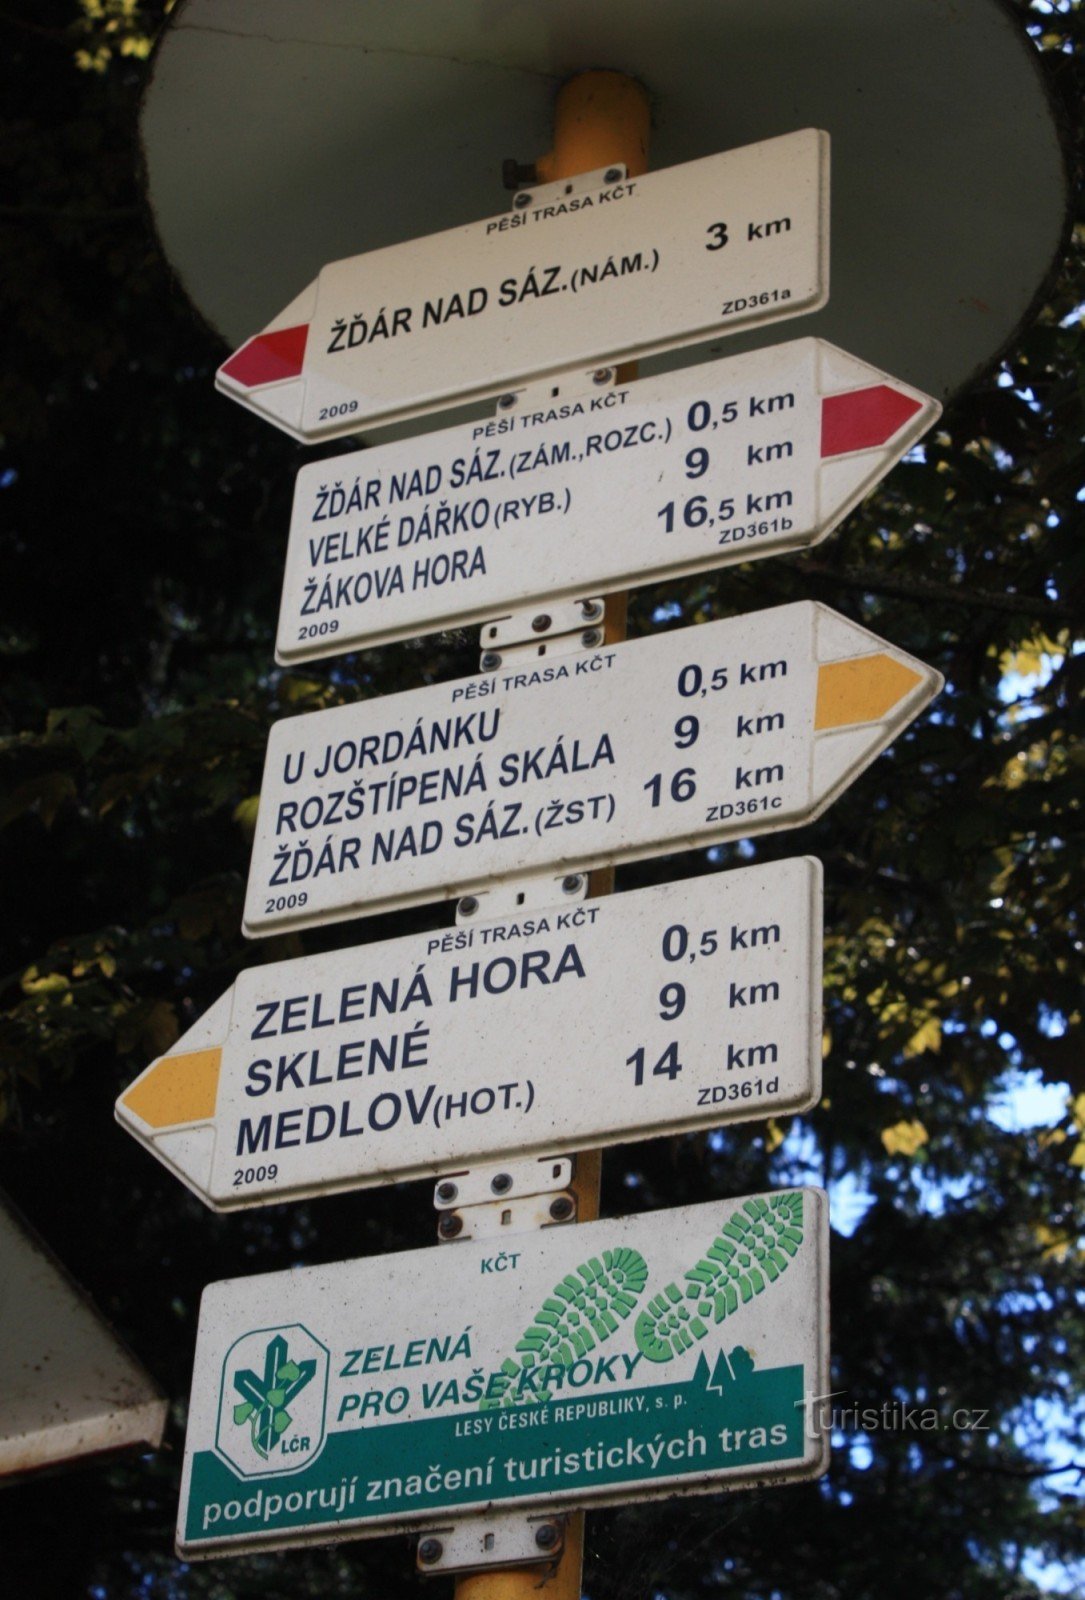 PĚŠÍ TRASA KČT
ŽĎÁR NAD SÁZ.(NÁM.) 3 km
2009 ZD361a
PĚŠÍ TRASA KČT
ŽĎÁR NAD SÁZ.(ZÁM.,ROZC.) 0,5 km
VELKÉ DÁŘKO(RYB.) 9 km
ŽÁKOVA HORA 16,5 km
2009 ZD361b
PĚŠÍ TRASA KČT
U JORDÁNKU 0,5 km
ROZŠTÍPENÁ SKÁLA 9 km
ŽĎÁR NAD SÁZ.(ŽST) 16 km
2009 ZD361c
PĚŠÍ TRASA KČT
ZELENÁ HORA 0,5 km
SKLENÉ 9 km
MEDLOV(HOT.) 14 km
2009 ZD361d
KČT
ZELENÁ
PRO VAŠE KROKY
LČR
LESY ČESKÉ REPUBLIKY, s. p.
podporují značení turistických tras
Turistika.cz